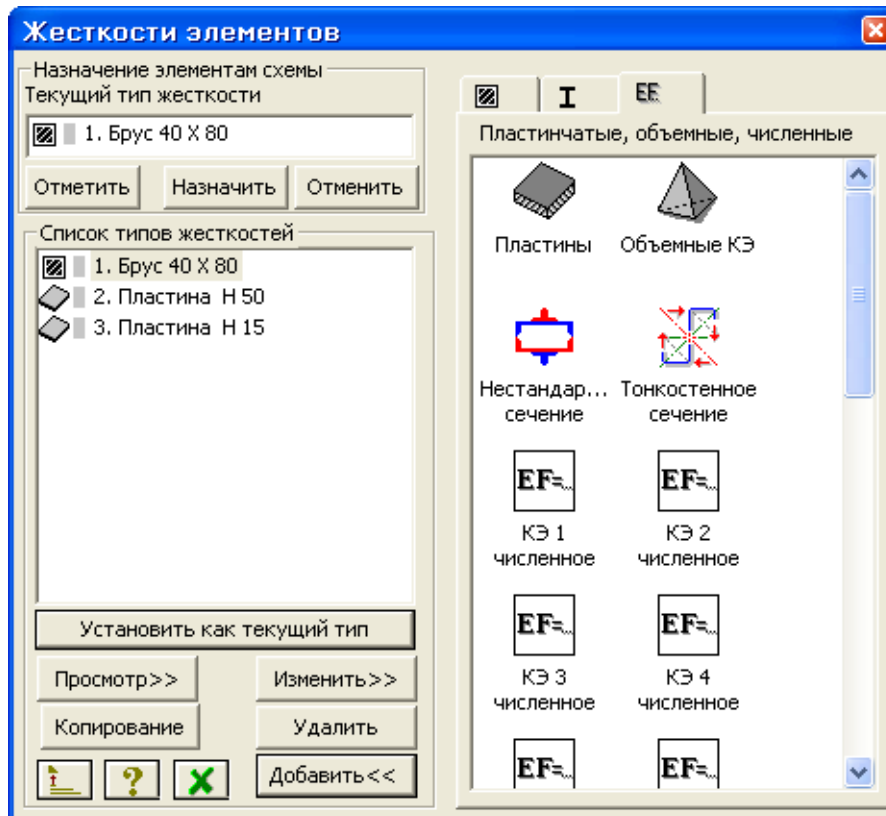 Жесткости элементов
Назначение элементам схемы
Текущий тип жесткости
1. Брус 40 X 80
Отметить Назначить Отменить
Список типов жесткостей
1. Брус 40 X 80
2. Пластина H 50
3. Пластина H 15
Установить как текущий тип
Просмотр>> Изменить>>
Копирование Удалить
? Добавить<<
I EE
Пластинчатые, объемные, численные
Пластины Объемные КЭ
Нестандар... Тонкостенное
сечение сечение
EF=... EF=...
КЭ 1 КЭ 2
численное численное
EF=... EF=...
КЭ 3 КЭ 4
численное численное
EF=... EF=...